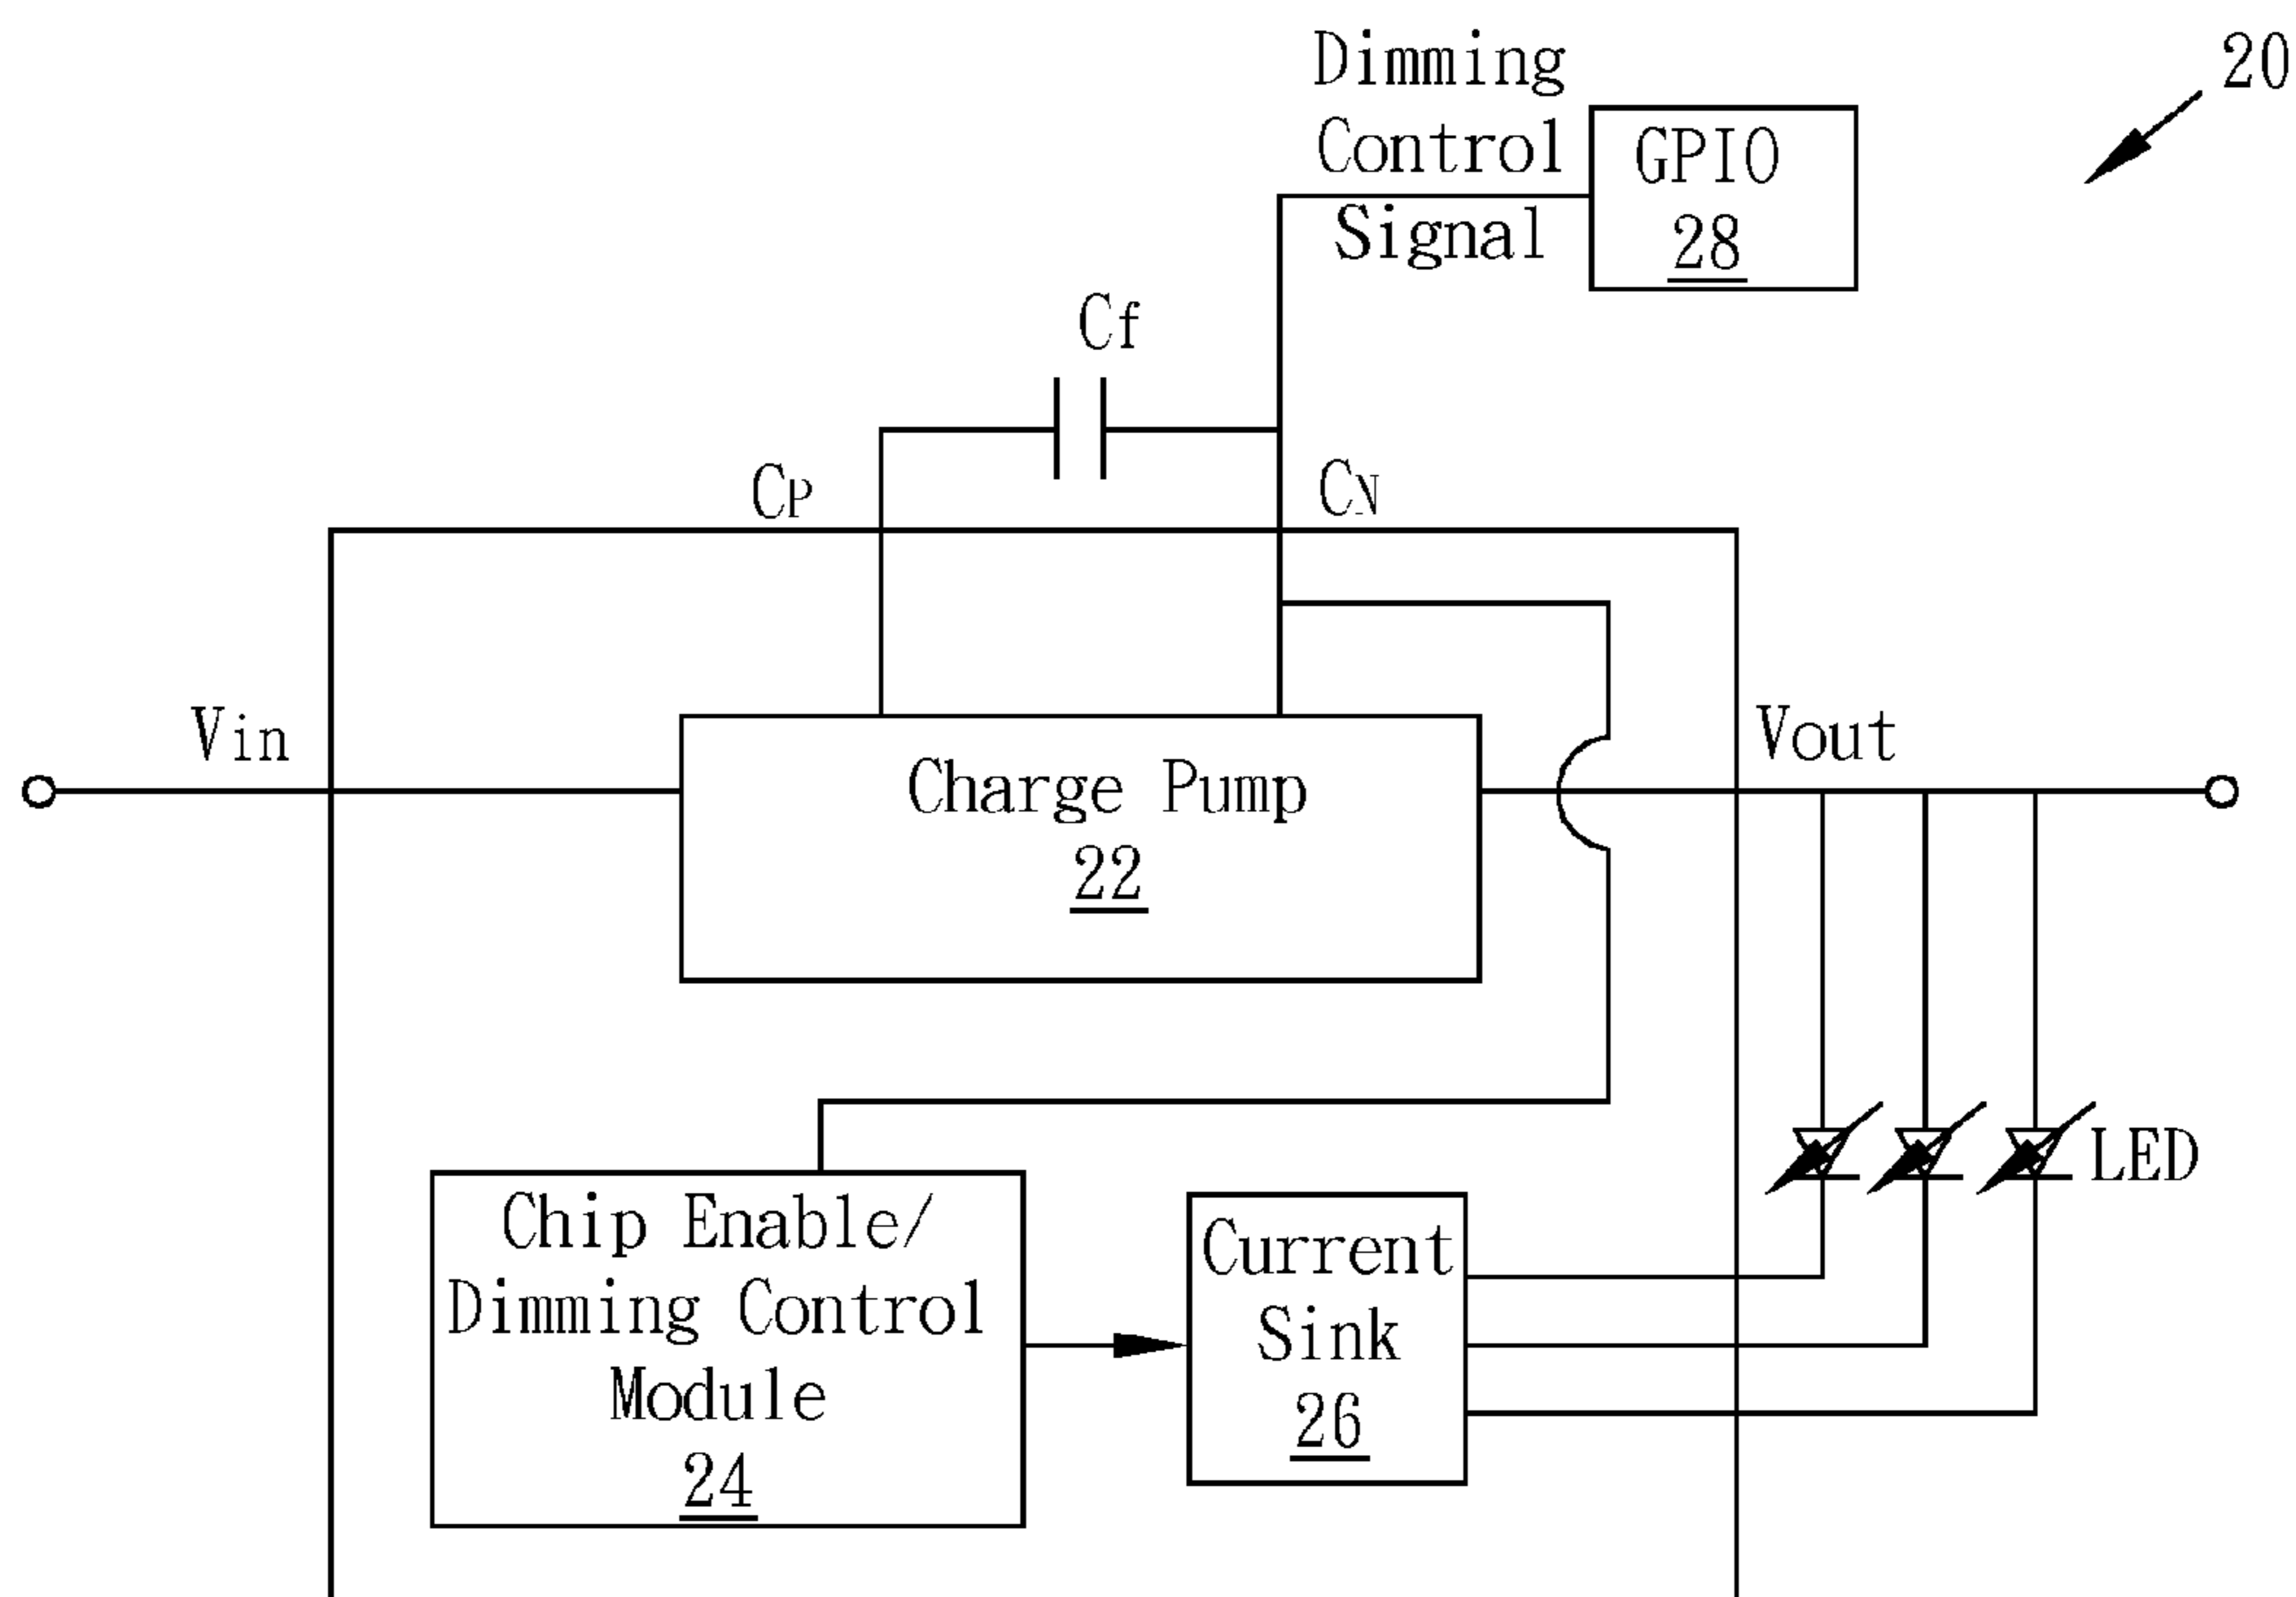 20
Dimming
Control
Signal
GPIO
28
Cf
CP
CN
Vin
Vout
Charge Pump
22
LED
Chip Enable/
Dimming Control
Module
24
Current
Sink
26